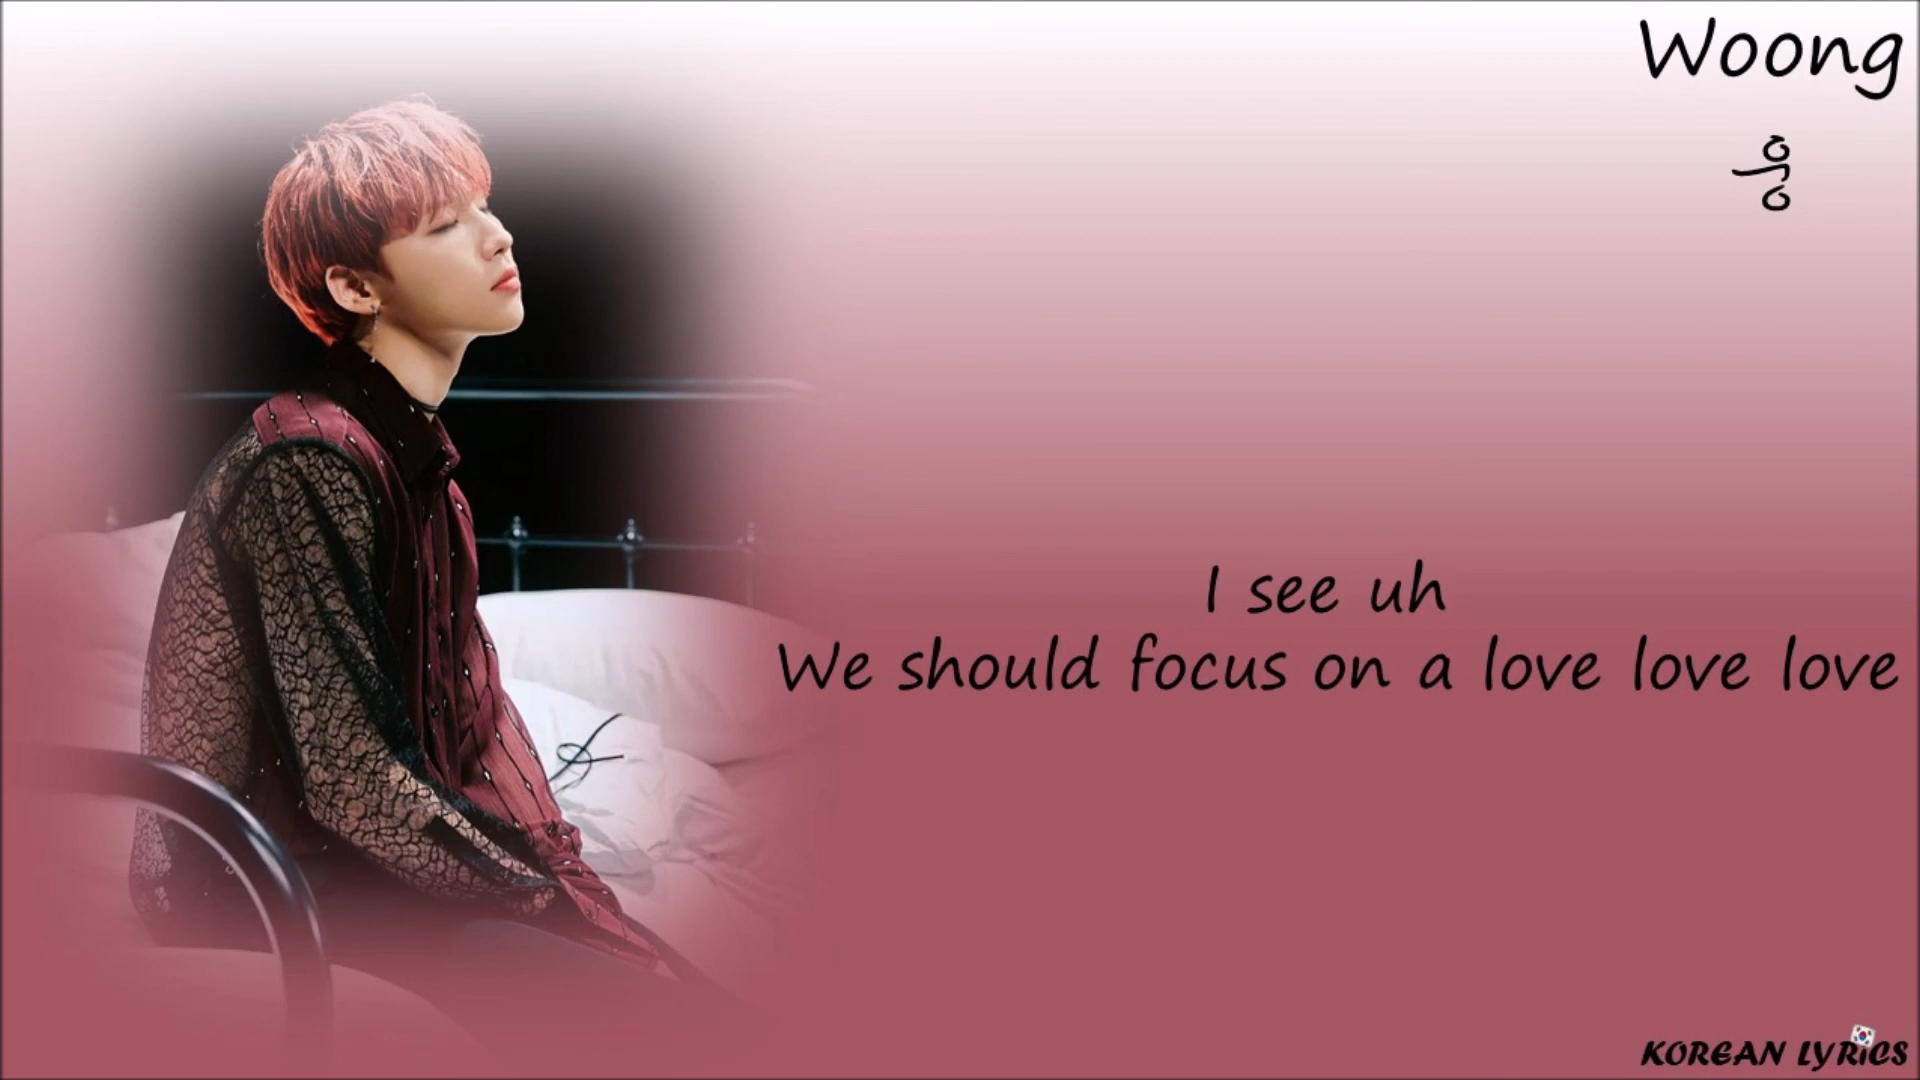 Woong
웅
I see uh
We should focus on a love love love
KOREAN LYRICS